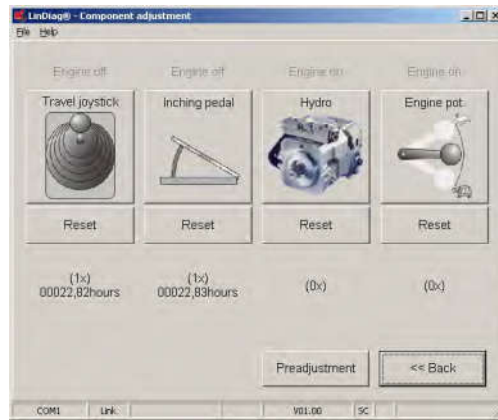 LinDiag® - Component adjustment
File Help
Engine off Engine off Engine on Engine on
Travel joystick Inching pedal Hydro Engine pot.
Reset Reset Reset Reset
(1x) (1x) (0x) (0x)
00022,82hours 00022,83hours
Preadjustment << Back
COM1 Link V01.00 SC